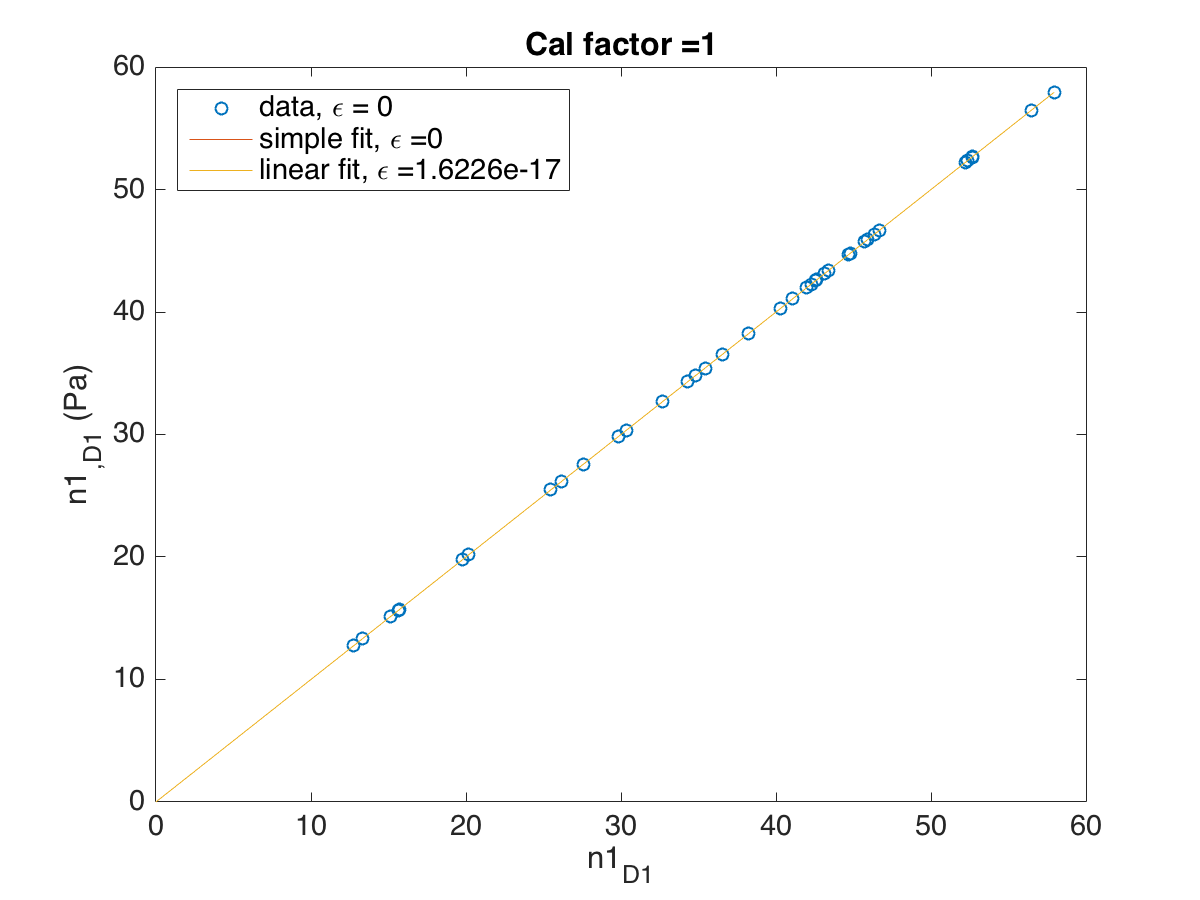 Cal factor =1
60
50
40
30
20
10
0
data, ϵ = 0
simple fit, ϵ =0
linear fit, ϵ =1.6226e-17
n1,D1 (Pa)
0 10 20 30 40 50 60
n1D1